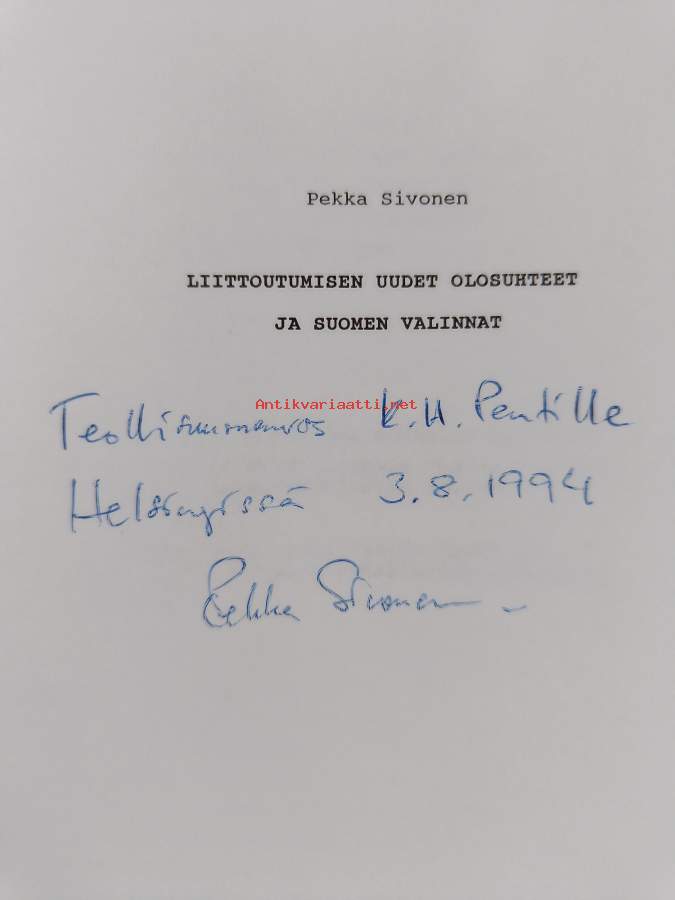 Pekka Sivonen
LIITTOUTUMISEN UUDET OLOSUHTEET
JA SUOMEN VALINNAT
Antikvariaatti.net
Teollisuusneuvos K. H. Pentille
Helsingissä 3.8.1994
Pekka Sivonen